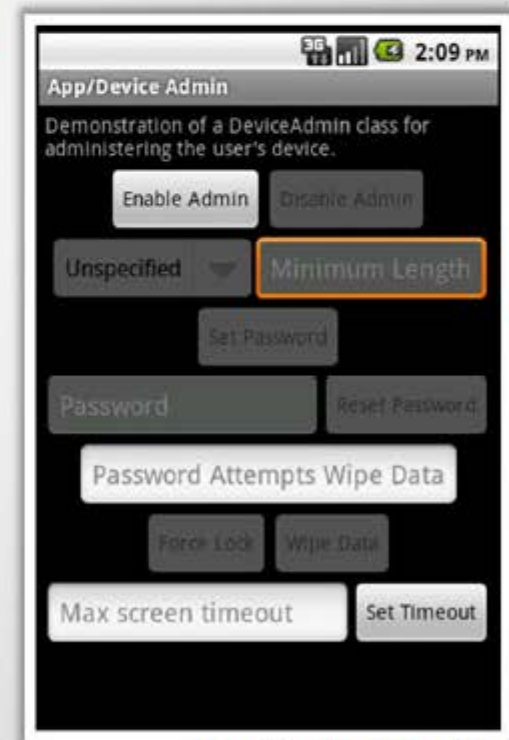 3G 2:09 PM
App/Device Admin
Demonstration of a DeviceAdmin class for
administering the user's device.
Enable Admin Disable Admin
Unspecified Minimum Length
Set Password
Password Reset Password
Password Attempts Wipe Data
Force Lock Wipe Data
Max screen timeout Set Timeout